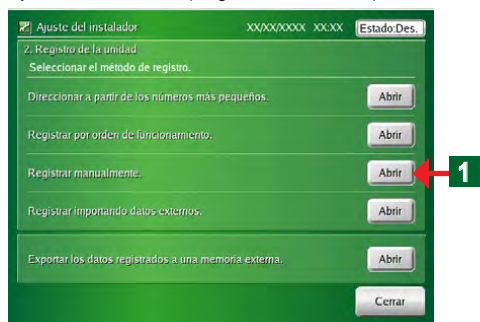 Ajuste del instalador XX/XX/XXXX XX:XX Estado:Des.
2. Registro de la unidad
Seleccionar el método de registro.
Direccionar a partir de los números más pequeños. Abrir
Registrar por orden de funcionamiento. Abrir
Registrar manualmente. Abrir 1
Registrar importando datos externos. Abrir
Exportar los datos registrados a una memoria externa. Abrir
Cerrar